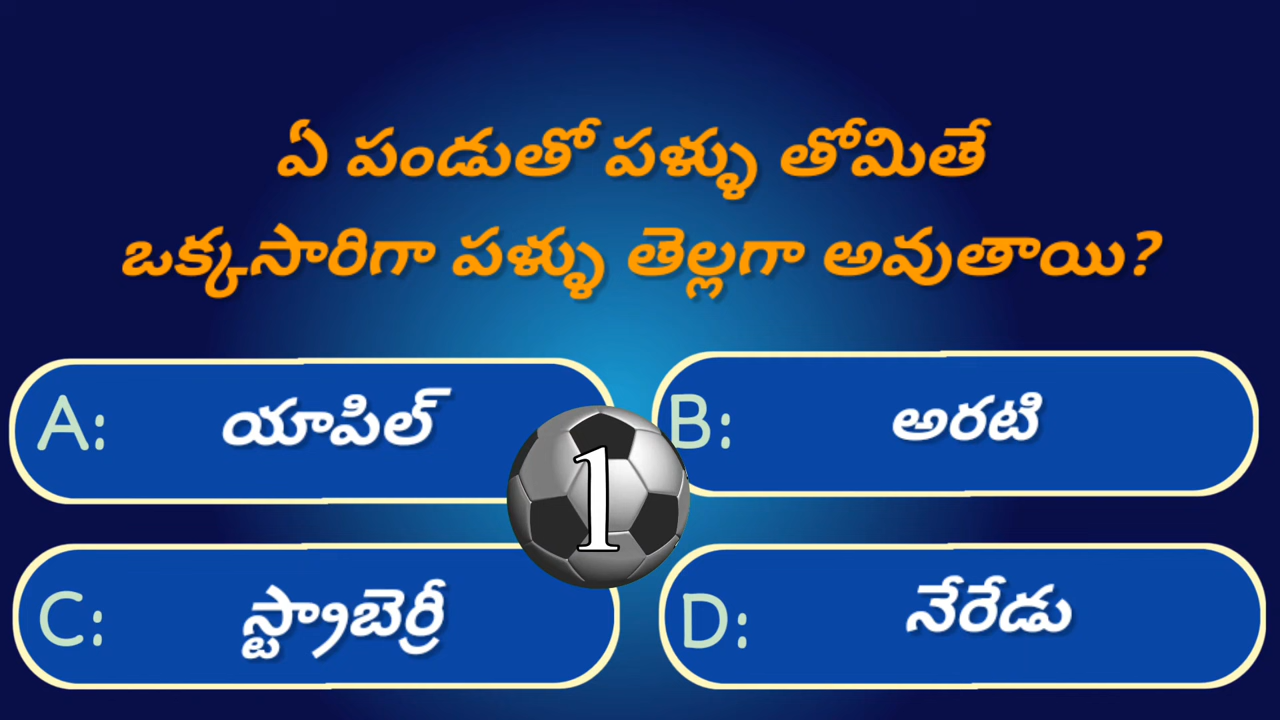 ఏ పండుతో పళ్ళు తోమితే
ఒక్కసారిగా పళ్ళు తెల్లగా అవుతాయి?
A: యాపిల్
B: అరటి
1
C: స్ట్రాబెర్రీ
D: నేరేడు